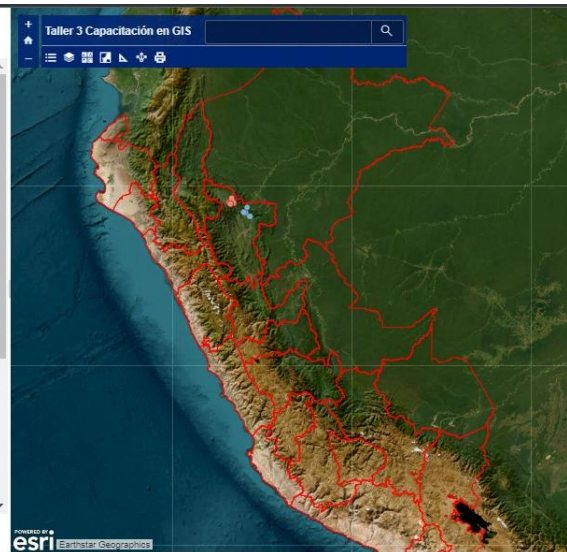 Taller 3 Capacitación en GIS
POWERED BY
esri
Earthstar Geographics